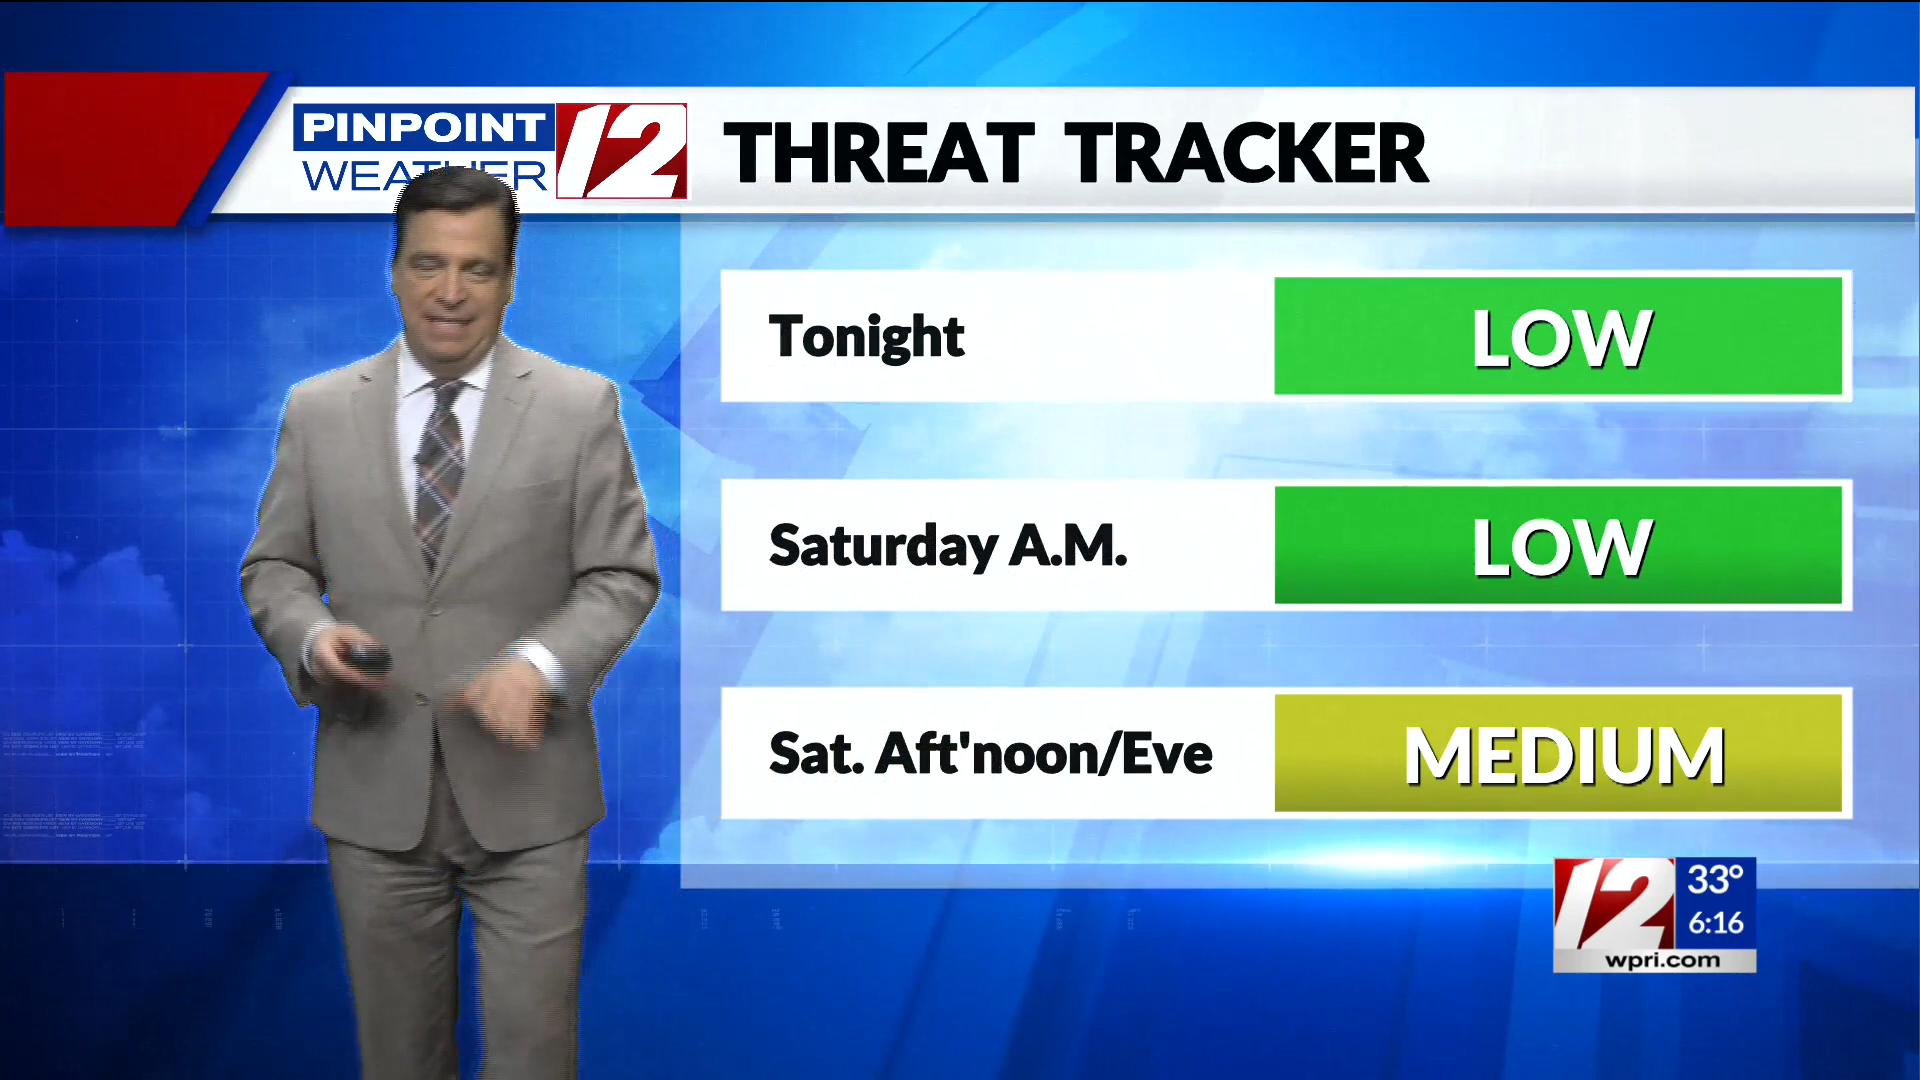 PINPOINT
WEATHER
12
THREAT TRACKER
Tonight
LOW
Saturday A.M.
LOW
Sat. Aft'noon/Eve
MEDIUM
12
33°
6:16
wpri.com